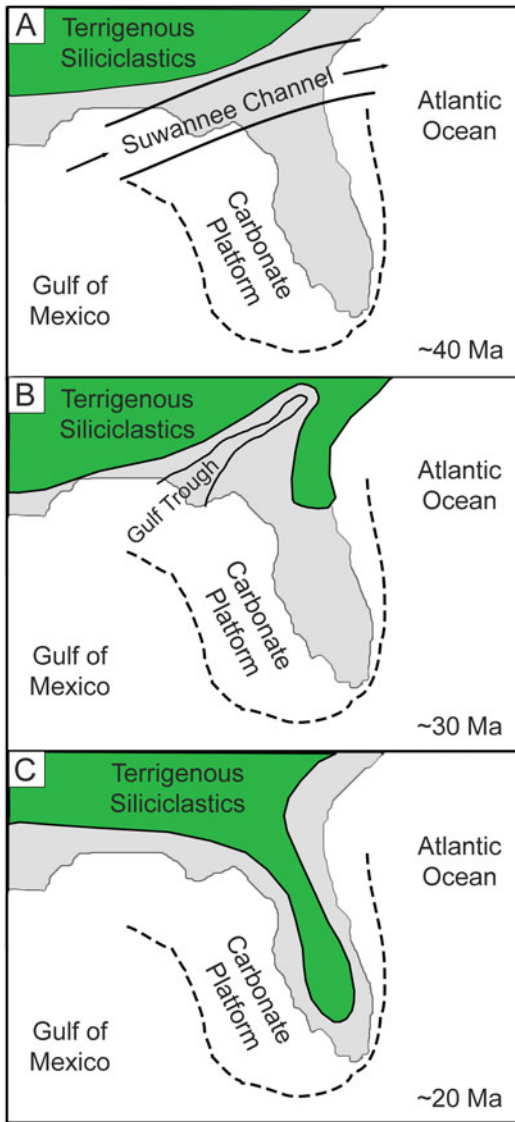 A
Terrigenous
Siliciclastics
Suwannee Channel
Atlantic
Ocean
Carbonate
Platform
Gulf of
Mexico
~40 Ma
B
Terrigenous
Siliciclastics
Gulf Trough
Atlantic
Ocean
Carbonate
Platform
Gulf of
Mexico
~30 Ma
C
Terrigenous
Siliciclastics
Atlantic
Ocean
Carbonate
Platform
Gulf of
Mexico
~20 Ma